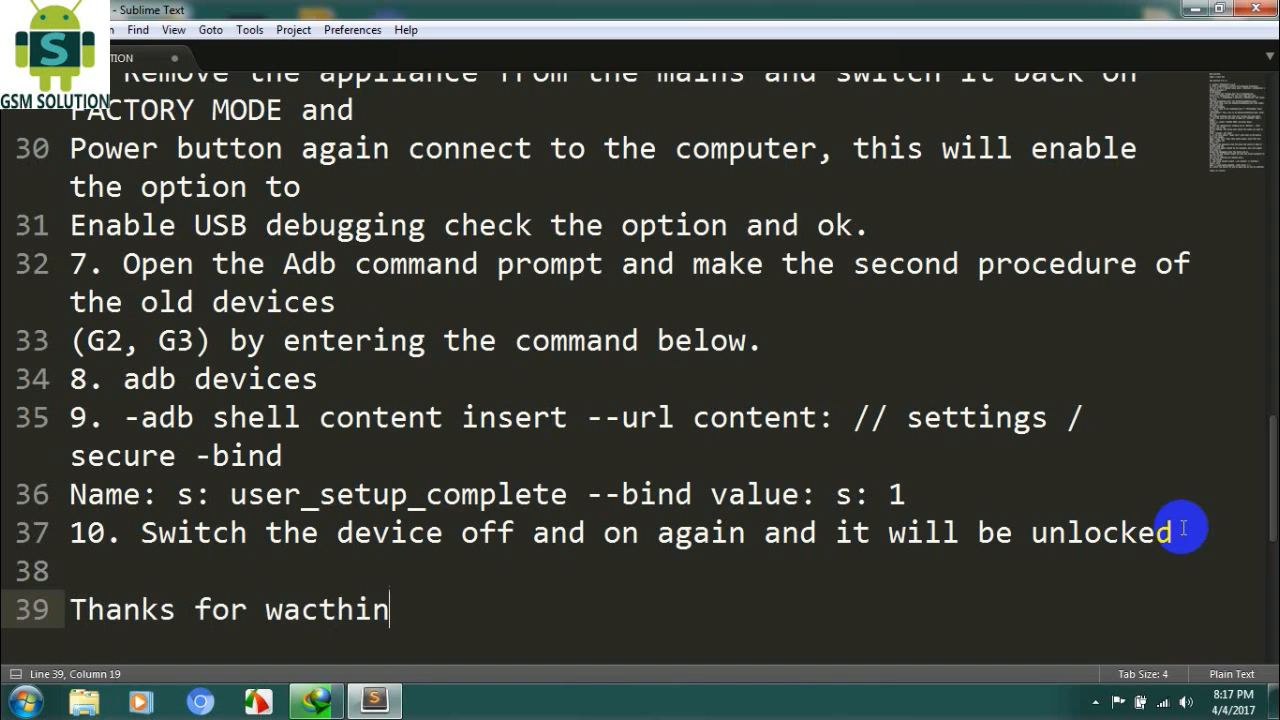 - Sublime Text
Find View Goto Tools Project Preferences Help
S
GSM SOLUTION
TION
Remove the appliance from the mains and switch it back on
FACTORY MODE and
30 Power button again connect to the computer, this will enable
the option to
31 Enable USB debugging check the option and ok.
32 7. Open the Adb command prompt and make the second procedure of
the old devices
33 (G2, G3) by entering the command below.
34 8. adb devices
35 9. -adb shell content insert --url content: // settings /
secure -bind
36 Name: s: user_setup_complete --bind value: s: 1
37 10. Switch the device off and on again and it will be unlocked
38
39 Thanks for wacthin
Line 39, Column 19
Tab Size: 4 Plain Text
S
8:17 PM
4/4/2017